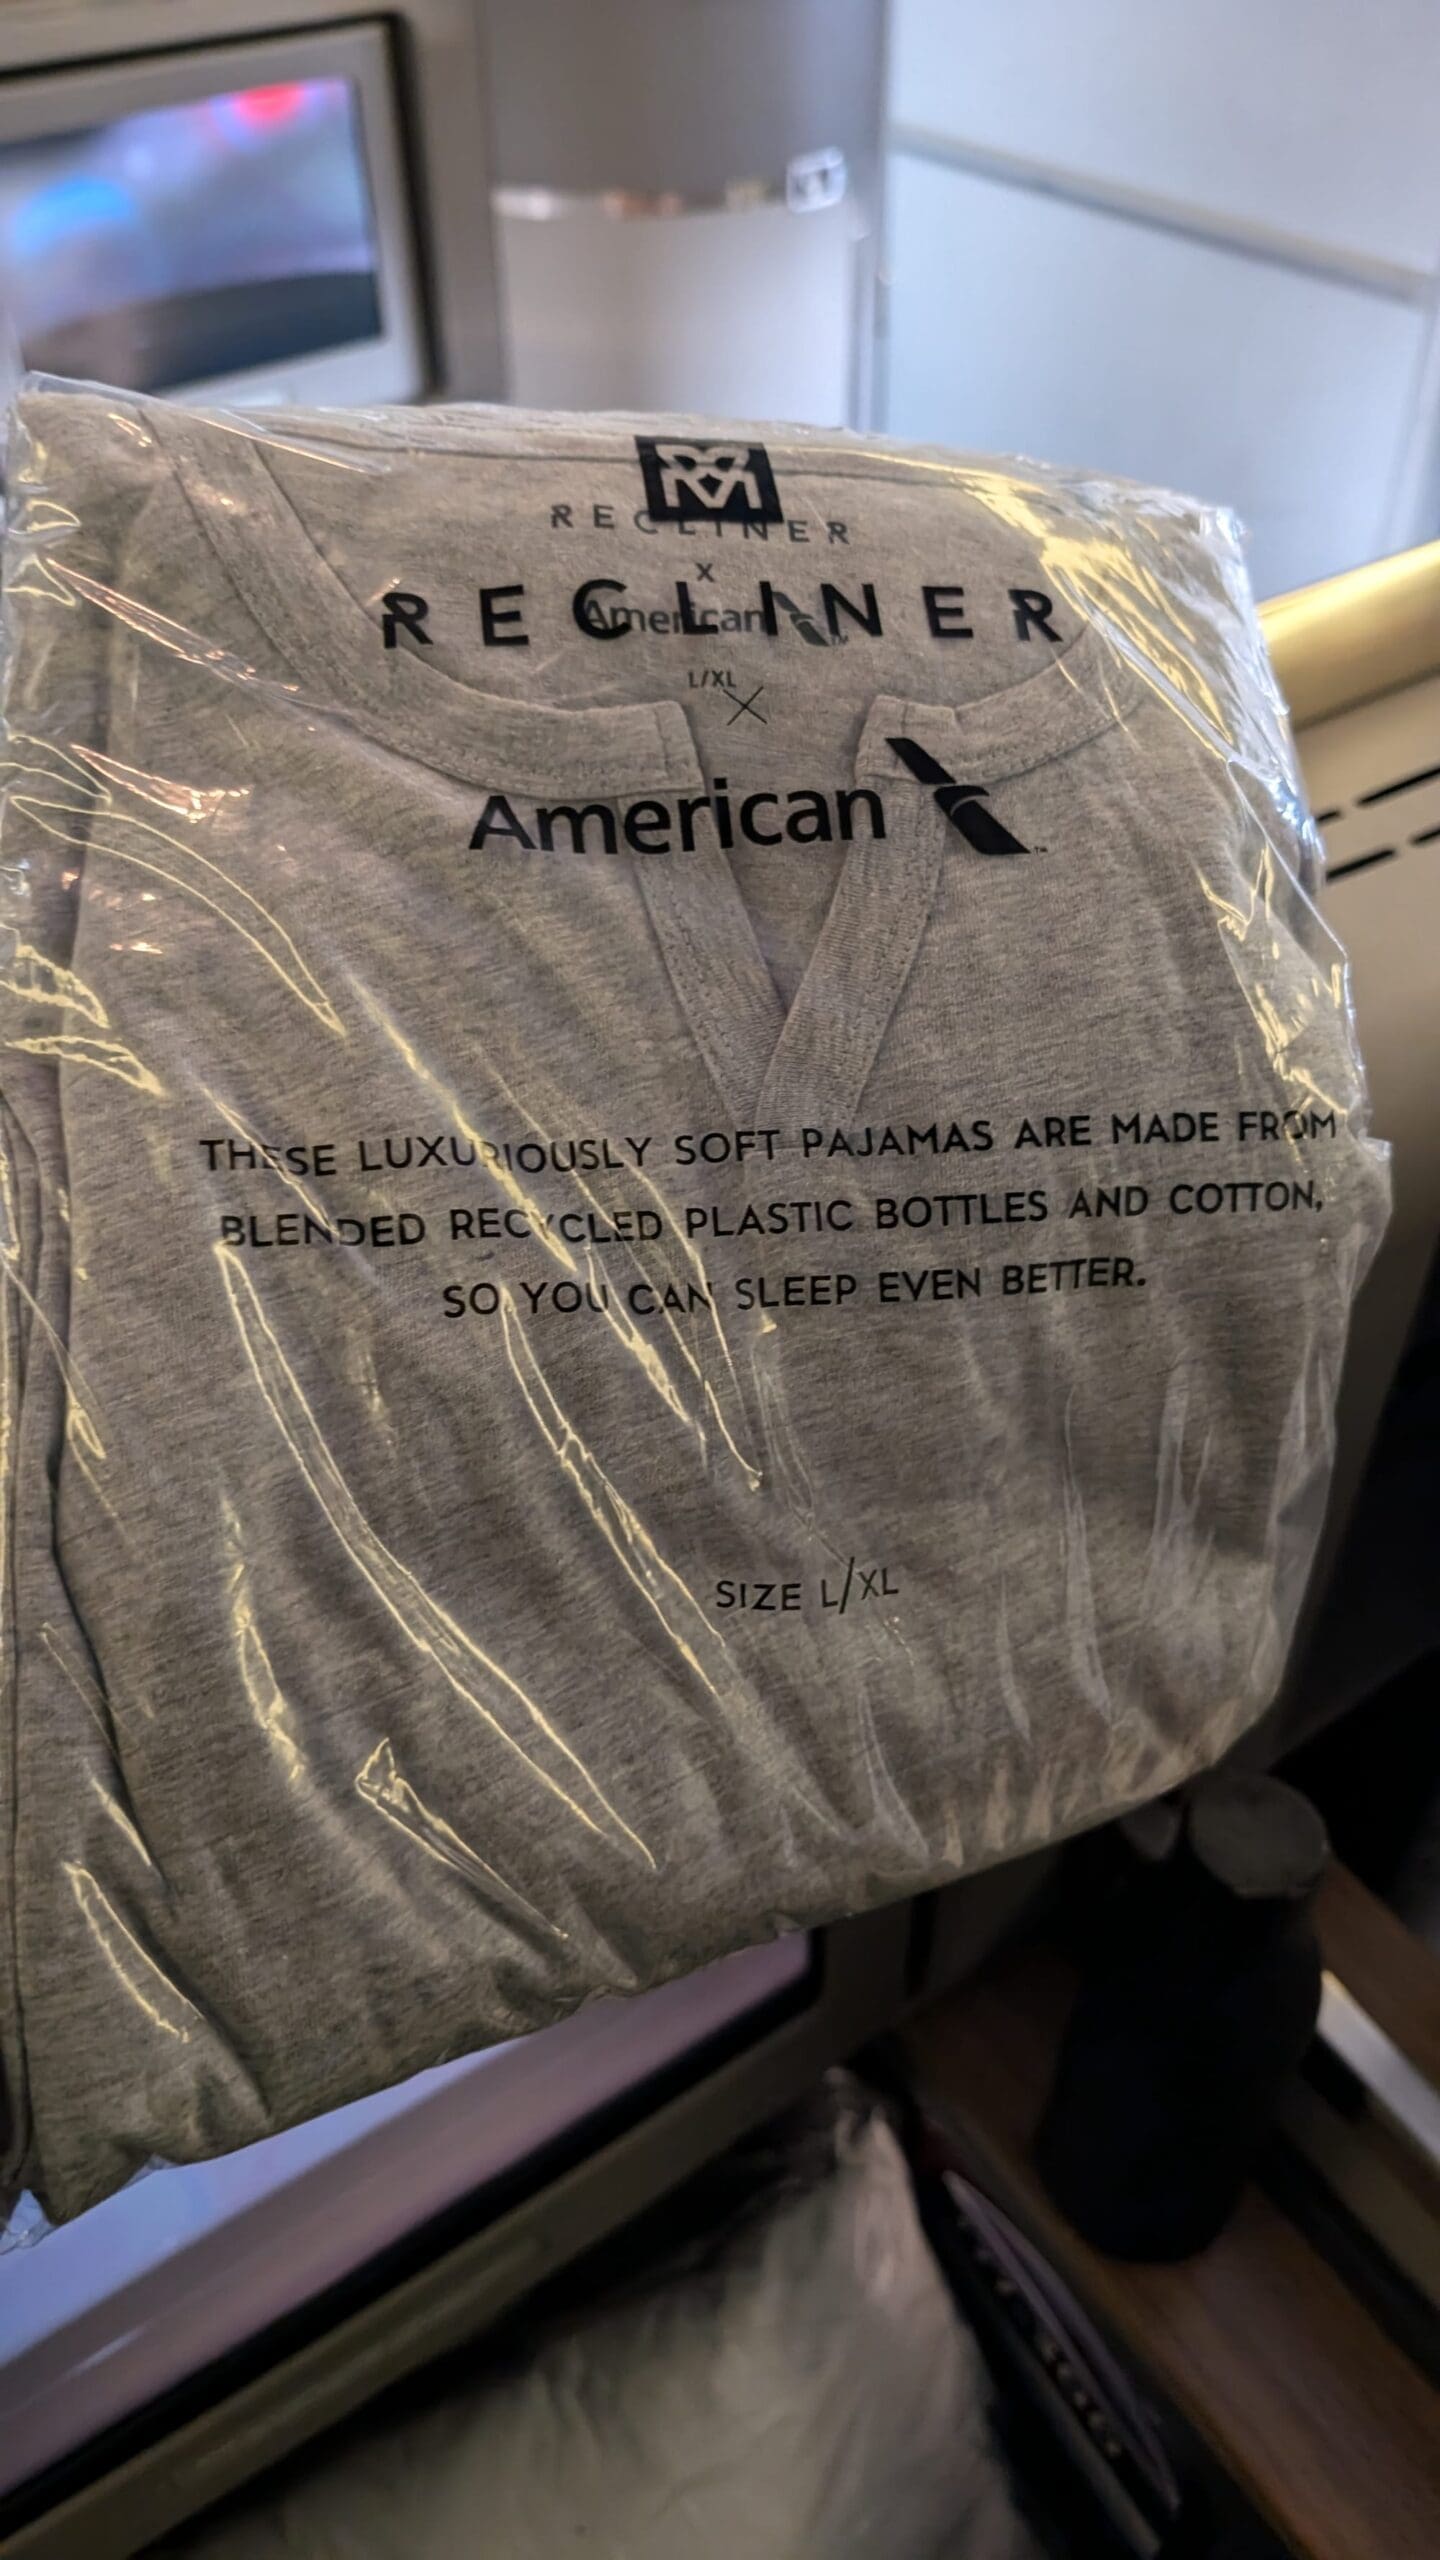 RECLINER
X
American
L/XL
RECLINER
X
American ™
THESE LUXURIOUSLY SOFT PAJAMAS ARE MADE FROM
BLENDED RECYCLED PLASTIC BOTTLES AND COTTON,
SO YOU CAN SLEEP EVEN BETTER.
SIZE L/XL